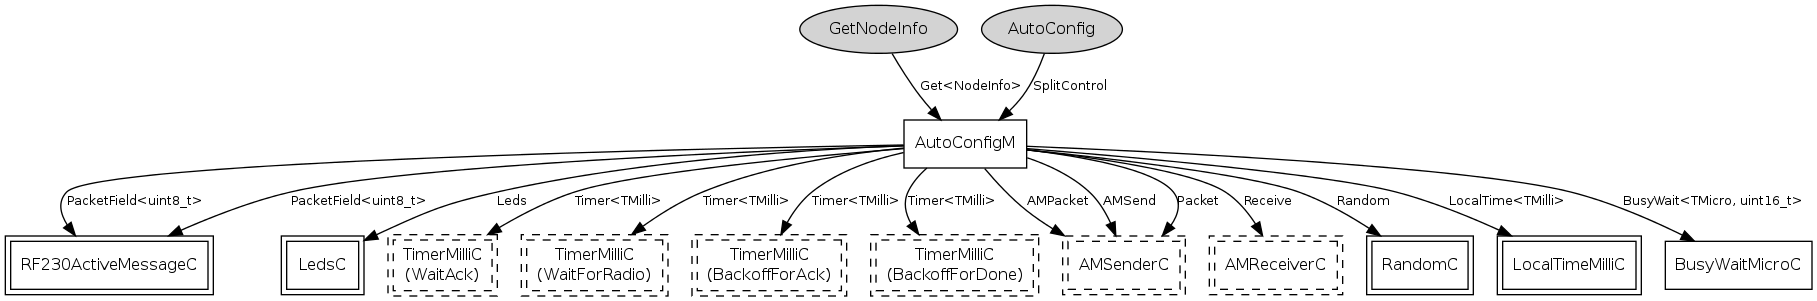 GetNodeInfo
AutoConfig
Get<NodeInfo>
SplitControl
AutoConfigM
PacketField<uint8_t>
PacketField<uint8_t>
Leds
Timer<TMilli>
Timer<TMilli>
Timer<TMilli>
Timer<TMilli>
AMPacket
AMSend
Packet
Receive
Random
LocalTime<TMilli>
BusyWait<TMicro, uint16_t>
RF230ActiveMessageC
LedsC
TimerMilliC
(WaitAck)
TimerMilliC
(WaitForRadio)
TimerMilliC
(BackoffForAck)
TimerMilliC
(BackoffForDone)
AMSenderC
AMReceiverC
RandomC
LocalTimeMilliC
BusyWaitMicroC